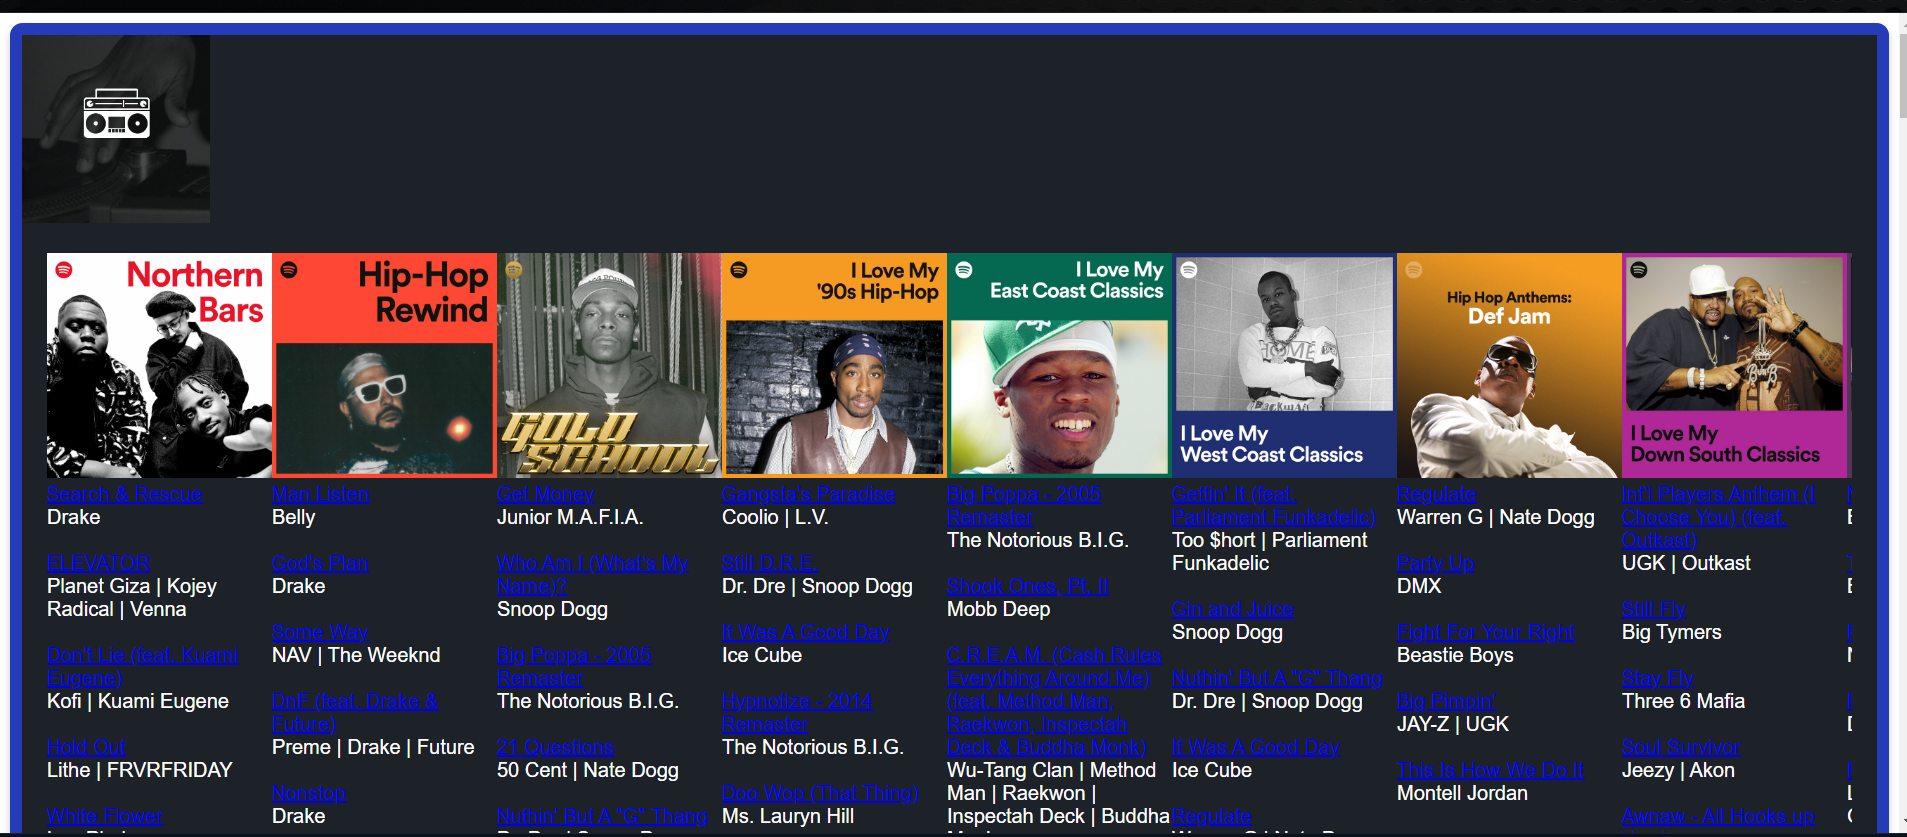 Northern
Bars
Search & Rescue
Drake
ELEVATOR
Planet Giza | Kojey
Radical | Venna
Don't Lie (feat. Kuami
Eugene)
Kofi | Kuami Eugene
Hold Out
Lithe | FRVRFRIDAY
White Flower
Hip-Hop
Rewind
Man Listen
Belly
God's Plan
Drake
Some Way
NAV | The Weeknd
DnF (feat. Drake &
Future)
Preme | Drake | Future
Nonstop
Drake
GOLD
SCHOOL
Get Money
Junior M.A.F.I.A.
Who Am I (What's My
Name)?
Snoop Dogg
Big Poppa - 2005
Remaster
The Notorious B.I.G.
21 Questions
50 Cent | Nate Dogg
Nuthin' But A "G" Thang
I Love My
'90s Hip-Hop
Gangsta's Paradise
Coolio | L.V.
Still D.R.E.
Dr. Dre | Snoop Dogg
It Was A Good Day
Ice Cube
Hypnotize - 2014
Remaster
The Notorious B.I.G.
Doo Wop (That Thing)
Ms. Lauryn Hill
I Love My
East Coast Classics
Big Poppa - 2005
Remaster
The Notorious B.I.G.
Shook Ones, Pt. II
Mobb Deep
C.R.E.A.M. (Cash Rules
Everything Around Me)
(feat. Method Man,
Raekwon, Inspectah
Deck & Buddha Monk)
Wu-Tang Clan | Method
Man | Raekwon |
Inspectah Deck | Buddha
HOME
I Love My
West Coast Classics
Gettin' It (feat.
Parliament Funkadelic)
Too $hort | Parliament
Funkadelic
Gin and Juice
Snoop Dogg
Nuthin' But A "G" Thang
Dr. Dre | Snoop Dogg
It Was A Good Day
Ice Cube
Regulate
Hip Hop Anthems:
Def Jam
Regulate
Warren G | Nate Dogg
Party Up
DMX
Fight For Your Right
Beastie Boys
Big Pimpin'
JAY-Z | UGK
This Is How We Do It
Montell Jordan
I Love My
Down South Classics
Int'l Players Anthem (I
Choose You) (feat.
Outkast)
UGK | Outkast
Still Fly
Big Tymers
Stay Fly
Three 6 Mafia
Soul Survivor
Jeezy | Akon
Awnaw - All Hooks up